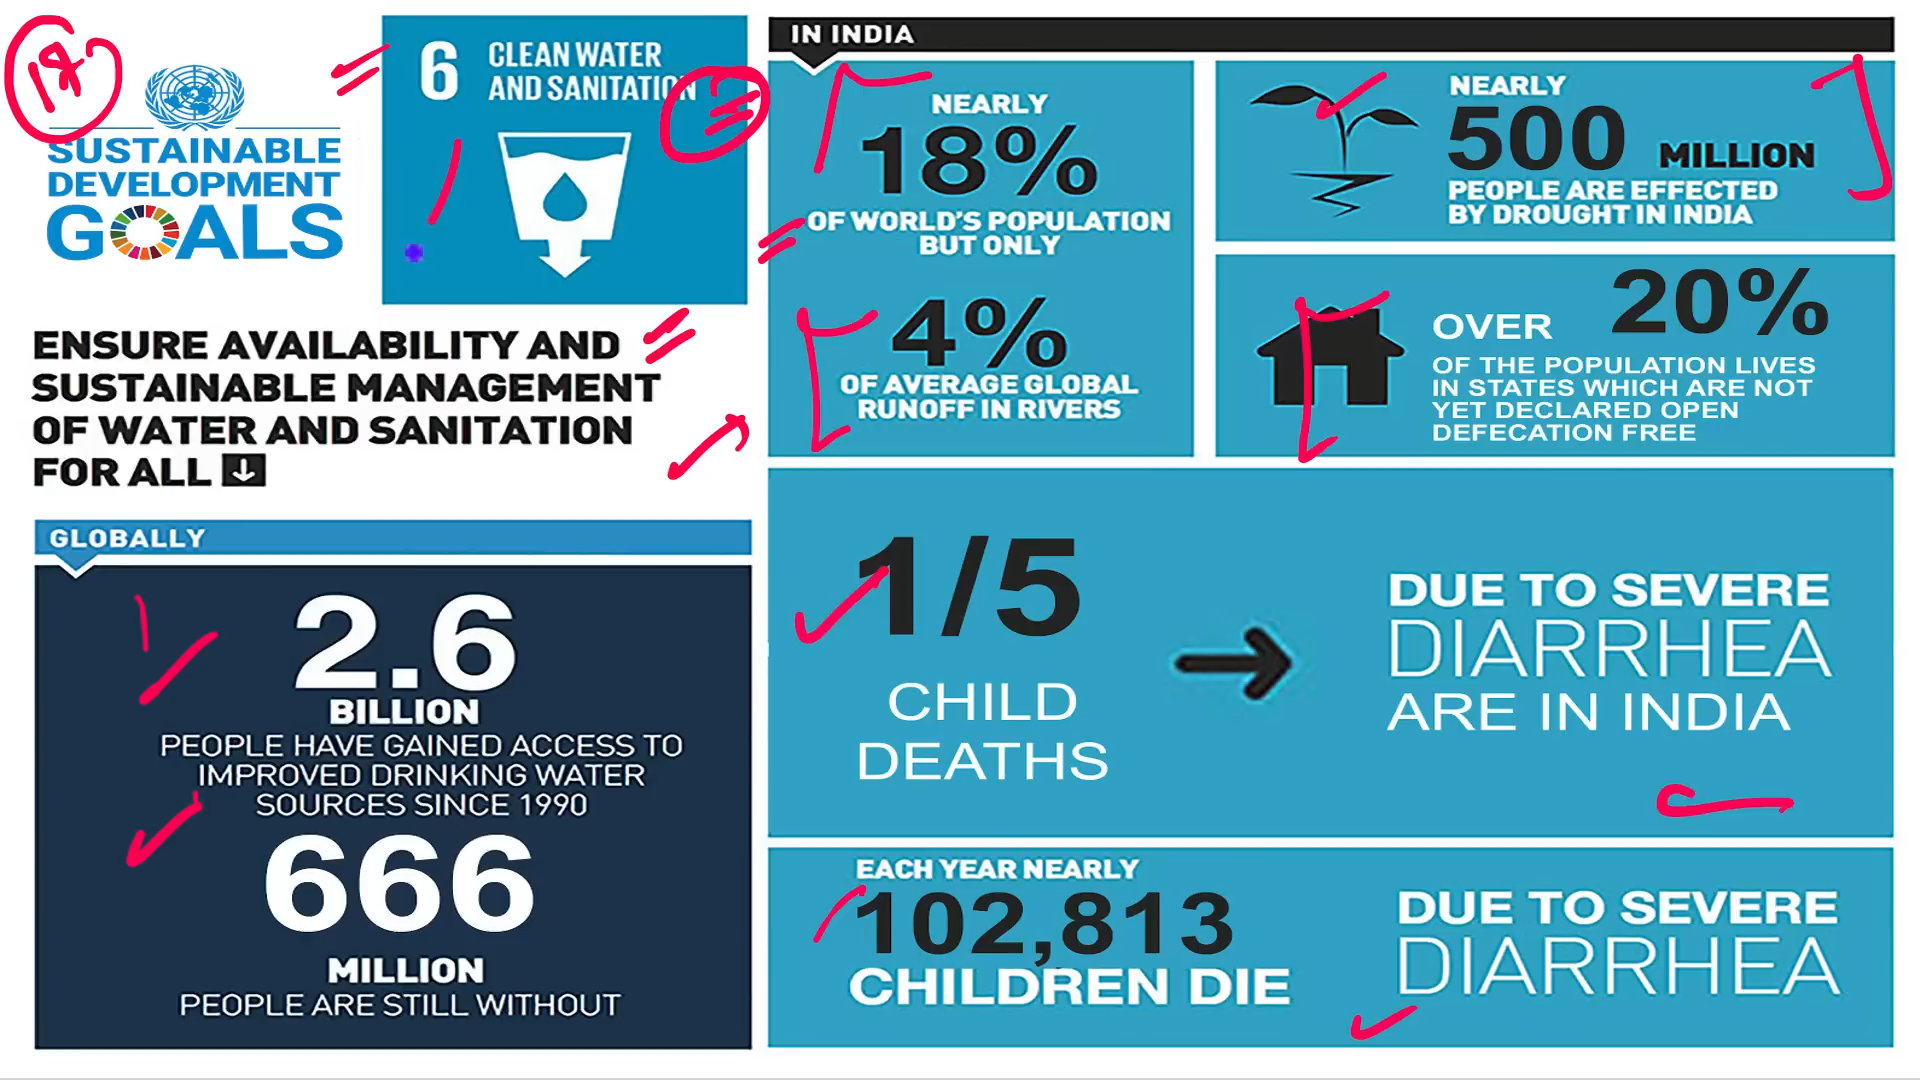 17
SUSTAINABLE
DEVELOPMENT
GOALS
6 CLEAN WATER
AND SANITATION
ENSURE AVAILABILITY AND
SUSTAINABLE MANAGEMENT
OF WATER AND SANITATION
FOR ALL
GLOBALLY
2.6
BILLION
PEOPLE HAVE GAINED ACCESS TO
IMPROVED DRINKING WATER
SOURCES SINCE 1990
666
MILLION
PEOPLE ARE STILL WITHOUT
IN INDIA
NEARLY
18%
OF WORLD'S POPULATION
BUT ONLY
4%
OF AVERAGE GLOBAL
RUNOFF IN RIVERS
NEARLY
500 MILLION
PEOPLE ARE EFFECTED
BY DROUGHT IN INDIA
OVER 20%
OF THE POPULATION LIVES
IN STATES WHICH ARE NOT
YET DECLARED OPEN
DEFECATION FREE
1/5
CHILD
DEATHS
DUE TO SEVERE
DIARRHEA
ARE IN INDIA
EACH YEAR NEARLY
102,813
CHILDREN DIE
DUE TO SEVERE
DIARRHEA